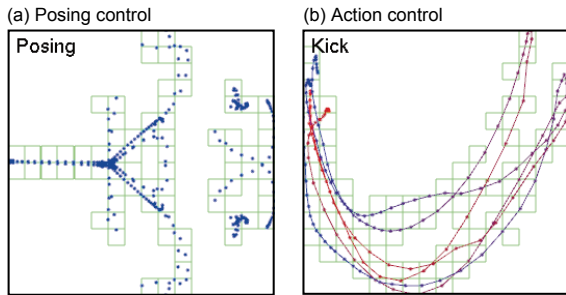 (a) Posing control
(b) Action control
Posing
Kick